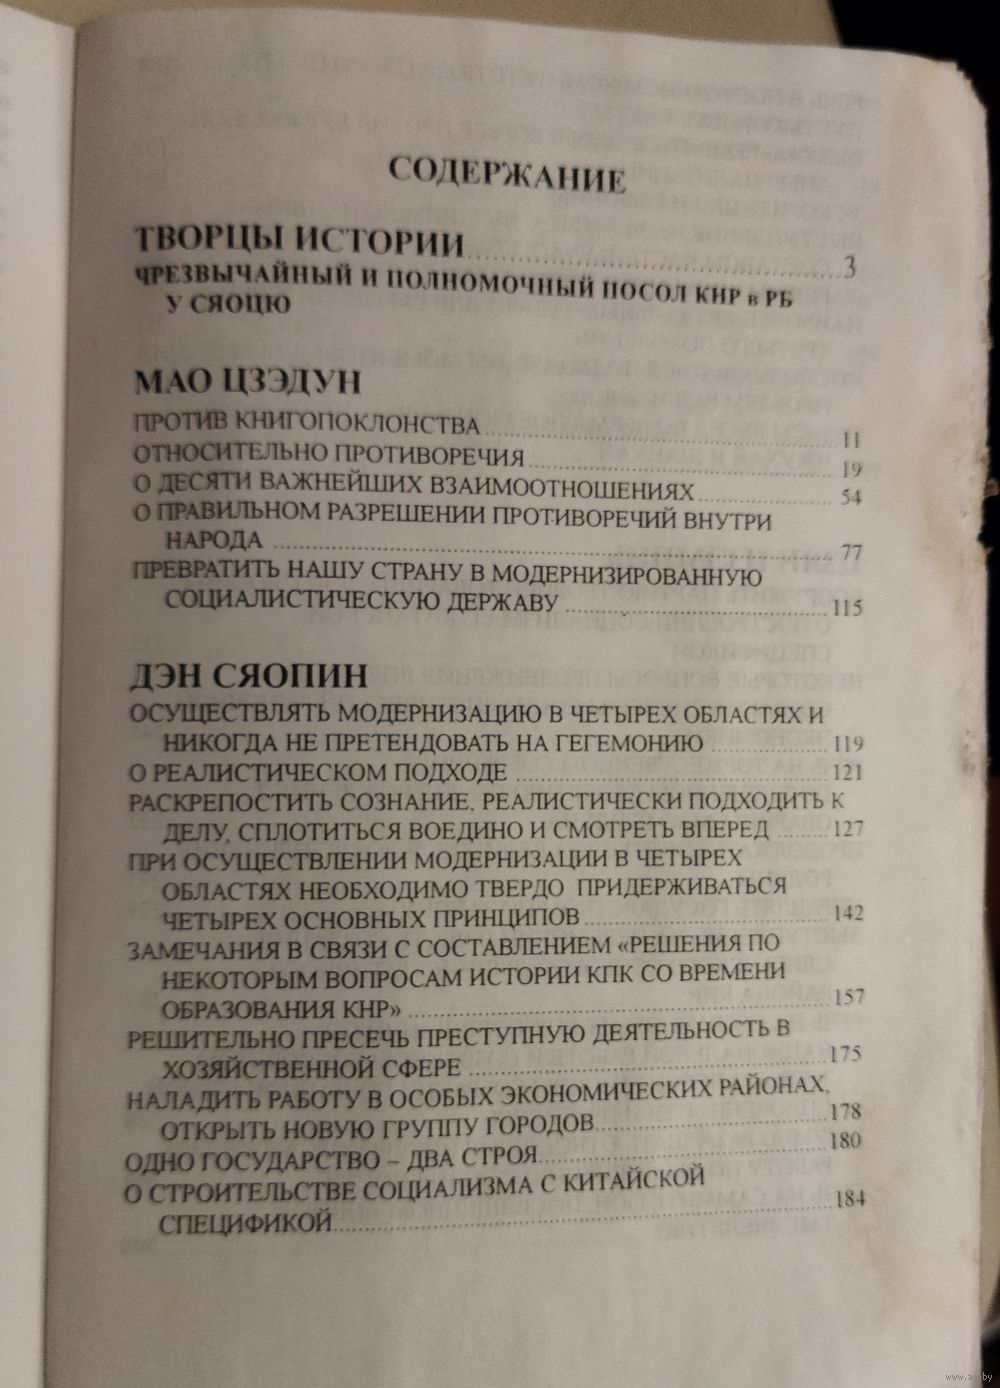 СОДЕРЖАНИЕ
ТВОРЦЫ ИСТОРИИ 3
ЧРЕЗВЫЧАЙНЫЙ И ПОЛНОМОЧНЫЙ ПОСОЛ КНР в РБ
У СЯОЦЮ
МАО ЦЗЭДУН
ПРОТИВ КНИГОПОКЛОНСТВА 11
ОТНОСИТЕЛЬНО ПРОТИВОРЕЧИЯ 19
О ДЕСЯТИ ВАЖНЕЙШИХ ВЗАИМООТНОШЕНИЯХ 54
О ПРАВИЛЬНОМ РАЗРЕШЕНИИ ПРОТИВОРЕЧИЙ ВНУТРИ
НАРОДА 77
ПРЕВРАТИТЬ НАШУ СТРАНУ В МОДЕРНИЗИРОВАННУЮ
СОЦИАЛИСТИЧЕСКУЮ ДЕРЖАВУ 115
ДЭН СЯОПИН
ОСУЩЕСТВЛЯТЬ МОДЕРНИЗАЦИЮ В ЧЕТЫРЕХ ОБЛАСТЯХ И
НИКОГДА НЕ ПРЕТЕНДОВАТЬ НА ГЕГЕМОНИЮ 119
О РЕАЛИСТИЧЕСКОМ ПОДХОДЕ 121
РАСКРЕПОСТИТЬ СОЗНАНИЕ, РЕАЛИСТИЧЕСКИ ПОДХОДИТЬ К
ДЕЛУ, СПЛОТИТЬСЯ ВОЕДИНО И СМОТРЕТЬ ВПЕРЕД 127
ПРИ ОСУЩЕСТВЛЕНИИ МОДЕРНИЗАЦИИ В ЧЕТЫРЕХ
ОБЛАСТЯХ НЕОБХОДИМО ТВЕРДО ПРИДЕРЖИВАТЬСЯ
ЧЕТЫРЕХ ОСНОВНЫХ ПРИНЦИПОВ 142
ЗАМЕЧАНИЯ В СВЯЗИ С СОСТАВЛЕНИЕМ «РЕШЕНИЯ ПО
НЕКОТОРЫМ ВОПРОСАМ ИСТОРИИ КПК СО ВРЕМЕНИ
ОБРАЗОВАНИЯ КНР» 157
РЕШИТЕЛЬНО ПРЕСЕЧЬ ПРЕСТУПНУЮ ДЕЯТЕЛЬНОСТЬ В
ХОЗЯЙСТВЕННОЙ СФЕРЕ 175
НАЛАДИТЬ РАБОТУ В ОСОБЫХ ЭКОНОМИЧЕСКИХ РАЙОНАХ,
ОТКРЫТЬ НОВУЮ ГРУППУ ГОРОДОВ 178
ОДНО ГОСУДАРСТВО – ДВА СТРОЯ 180
О СТРОИТЕЛЬСТВЕ СОЦИАЛИЗМА С КИТАЙСКОЙ
СПЕЦИФИКОЙ 184